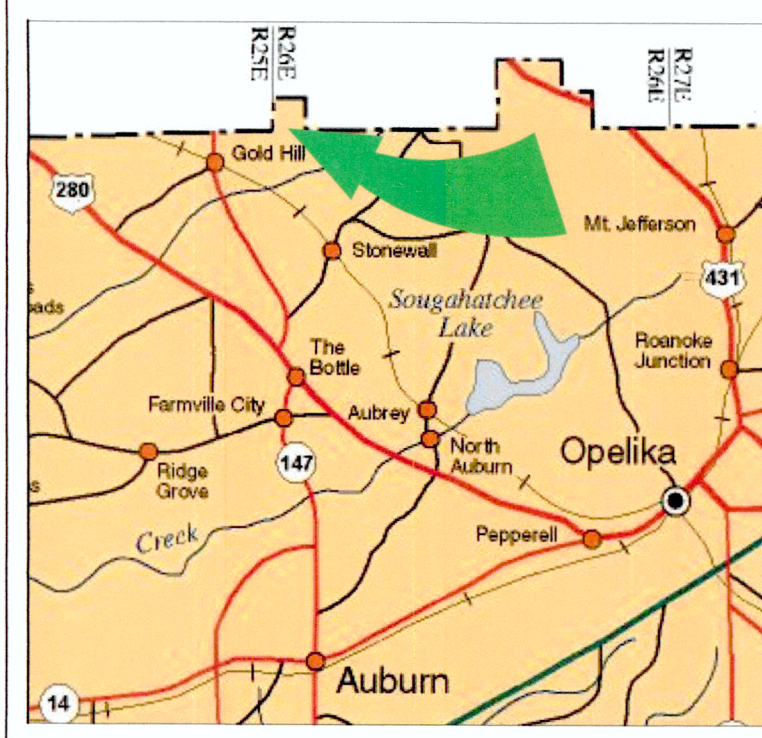 R25E
R26E
R26E
R27E
Gold Hill
280
Mt. Jefferson
Stonewall
431
Sougahatchee
Lake
s
eads
The
Bottle
Roanoke
Junction
Farmville City
Aubrey
North
Auburn
Opelika
147
Ridge
Grove
s
Creek
Pepperell
Auburn
14